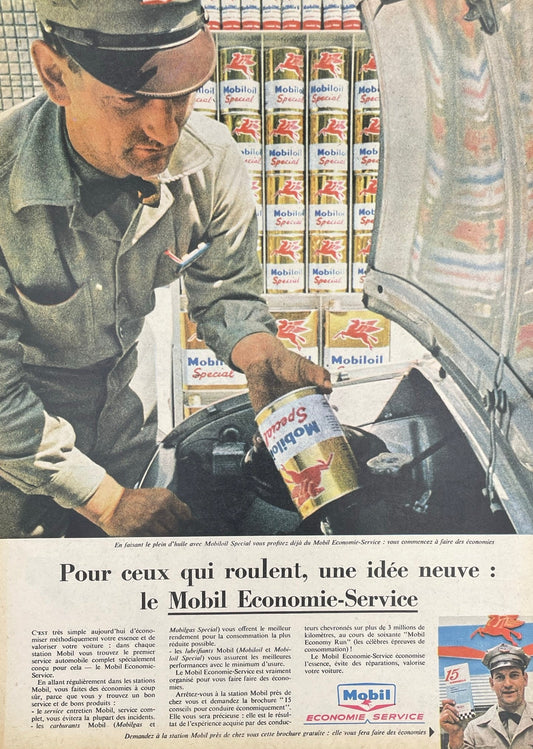 Mobiloil
Special
Mobiloil
Special
Mobiloil
Special
Mobiloil
Special
Mobiloil
Special
Mobiloil
Special
Mobiloil
Special
Mobiloil
Special
Mobiloil
Special
Mobiloil
Special
Mobiloil
Special
Mobiloil
Special
Mobiloil
Special
Mobiloil
Special
En faisant le plein d'huile avec Mobiloil Special vous profitez déjà du Mobil Economie-Service : vous commencez à faire des économies
Pour ceux qui roulent, une idée neuve :
le Mobil Economie-Service
C'EST très simple aujourd'hui d'écono-
miser méthodiquement votre essence et de
valoriser votre voiture : dans chaque
station Mobil vous trouvez le premier
service automobile complet spécialement
conçu pour cela — le Mobil Economie-
Service.
En allant régulièrement dans les stations
Mobil, vous faites des économies à coup
sûr, parce que vous y trouvez un bon
service et de bons produits :
- le service entretien Mobil, service com-
plet, vous évitera la plupart des incidents.
- les carburants Mobil (Mobilgas et
Mobilgas Special) vous offrent le meilleur
rendement pour la consommation la plus
réduite possible.
- les lubrifiants Mobil (Mobiloil et Mobi-
loil Special) vous assurent les meilleures
performances avec le minimum d'usure.
Le Mobil Economie-Service est vraiment
organisé pour vous faire faire des écono-
mies.
Arrêtez-vous à la station Mobil près de
chez vous et demandez la brochure "15
conseils pour conduire économiquement".
Elle vous sera précieuse : elle est le résul-
tat de l'expérience acquise par des conduc-
teurs chevronnés sur plus de 3 millions de
kilomètres, au cours de soixante "Mobil
Economy Run" (les célèbres épreuves de
consommation) !
Le Mobil Economie-Service économise
l'essence, évite des réparations, valorise
votre voiture.
Mobil
ECONOMIE SERVICE
15
Demandez à la station Mobil près de chez vous cette brochure gratuite : elle vous fera faire des économies